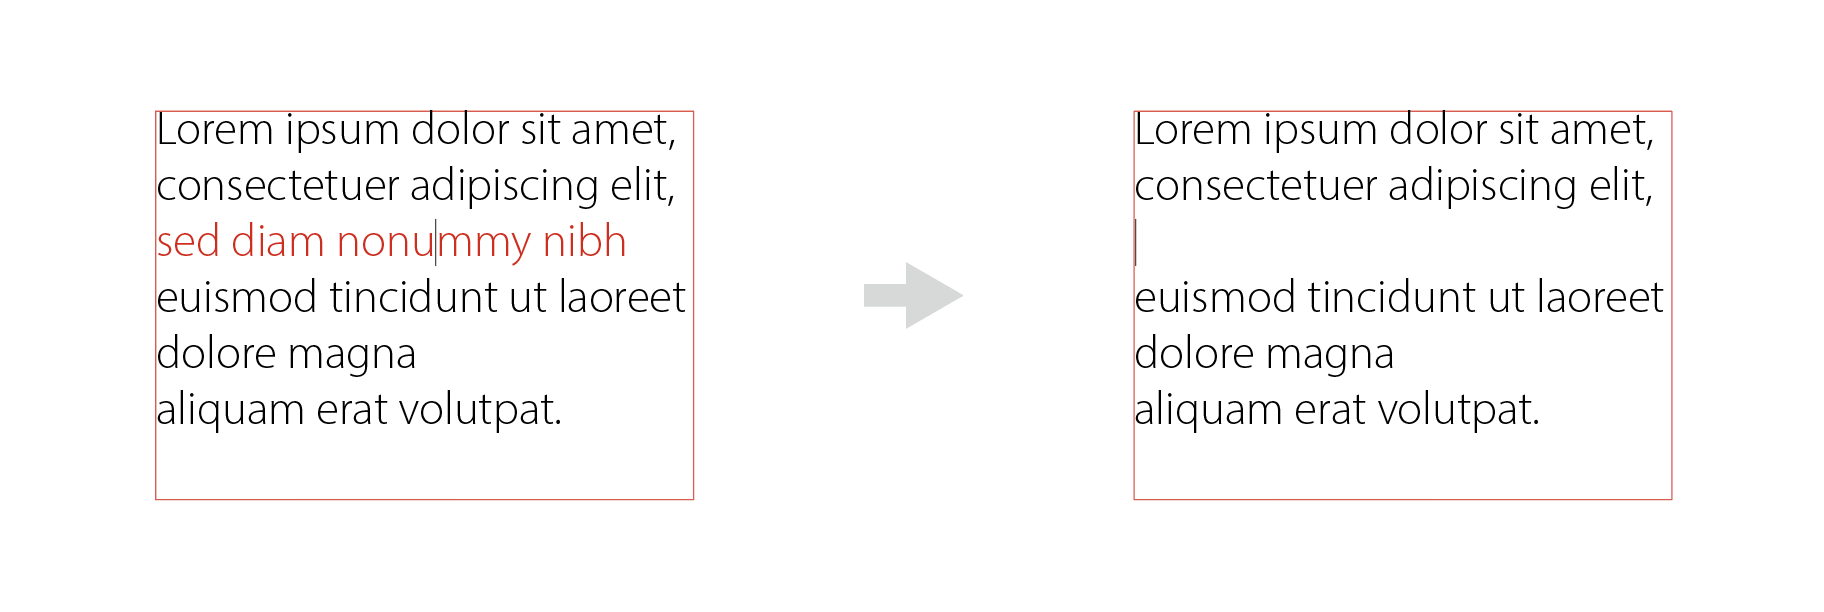 Lorem ipsum dolor sit amet,
consectetuer adipiscing elit,
sed diam nonummy nibh
euismod tincidunt ut laoreet
dolore magna
aliquam erat volutpat.
Lorem ipsum dolor sit amet,
consectetuer adipiscing elit,
euismod tincidunt ut laoreet
dolore magna
aliquam erat volutpat.